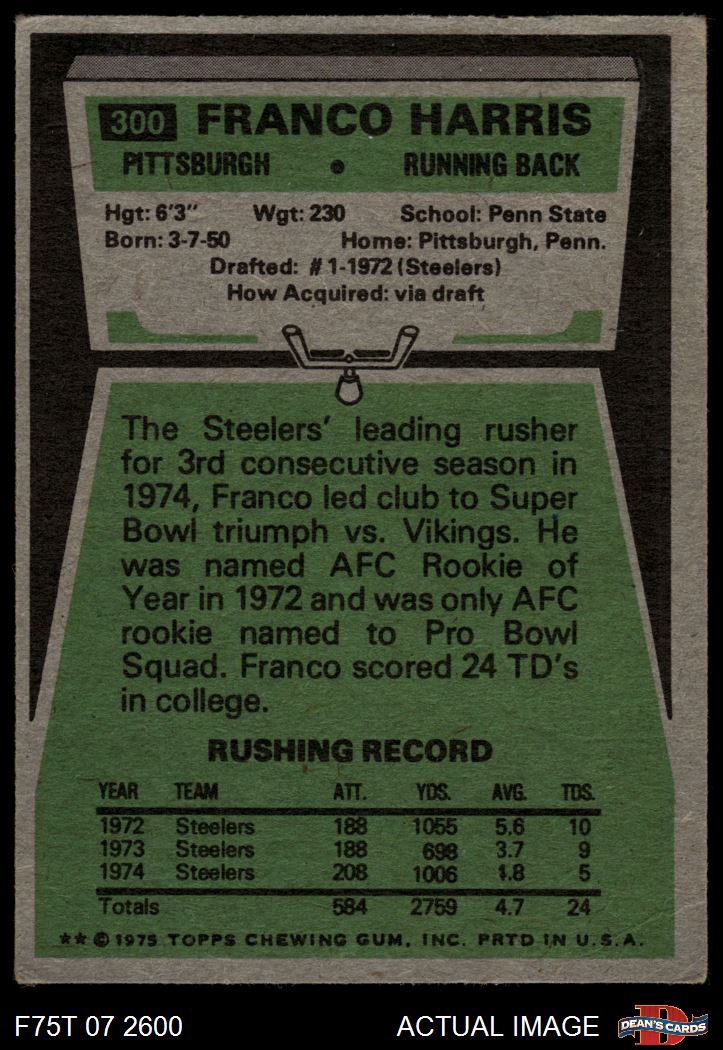 300 FRANCO HARRIS
PITTSBURGH • RUNNING BACK
Hgt: 6'3" Wgt: 230 School: Penn State
Born: 3-7-50 Home: Pittsburgh, Penn.
Drafted: #1-1972 (Steelers)
How Acquired: via draft
The Steelers' leading rusher
for 3rd consecutive season in
1974, Franco led club to Super
Bowl triumph vs. Vikings. He
was named AFC Rookie of
Year in 1972 and was only AFC
rookie named to Pro Bowl
Squad. Franco scored 24 TD's
in college.
RUSHING RECORD
YEAR TEAM ATT. YDS. AVG. TDS.
1972 Steelers 188 1055 5.6 10
1973 Steelers 188 698 3.7 9
1974 Steelers 208 1006 4.8 5
Totals 584 2759 4.7 24
** © 1975 TOPPS CHEWING GUM, INC. PRTD IN U.S.A.
F75T 07 2600 ACTUAL IMAGE D DEAN'S CARDS